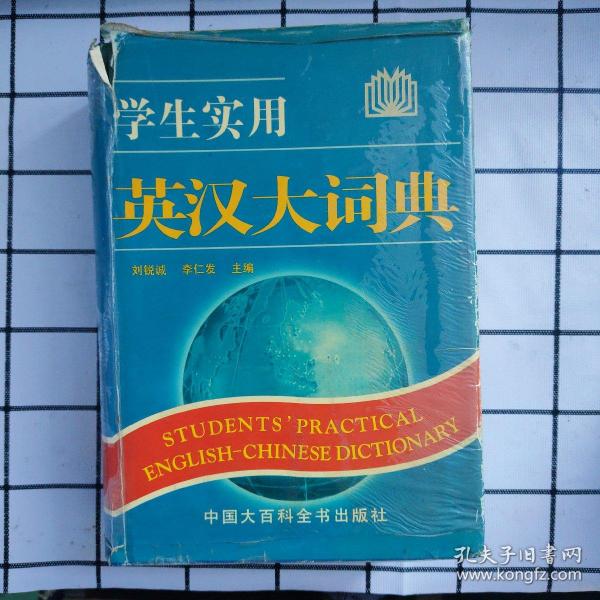 学生实用
英汉大词典
刘锐诚 李仁发 主编
STUDENTS' PRACTICAL
ENGLISH-CHINESE DICTIONARY
中国大百科全书出版社
孔夫子旧书网
www.kongfz.com